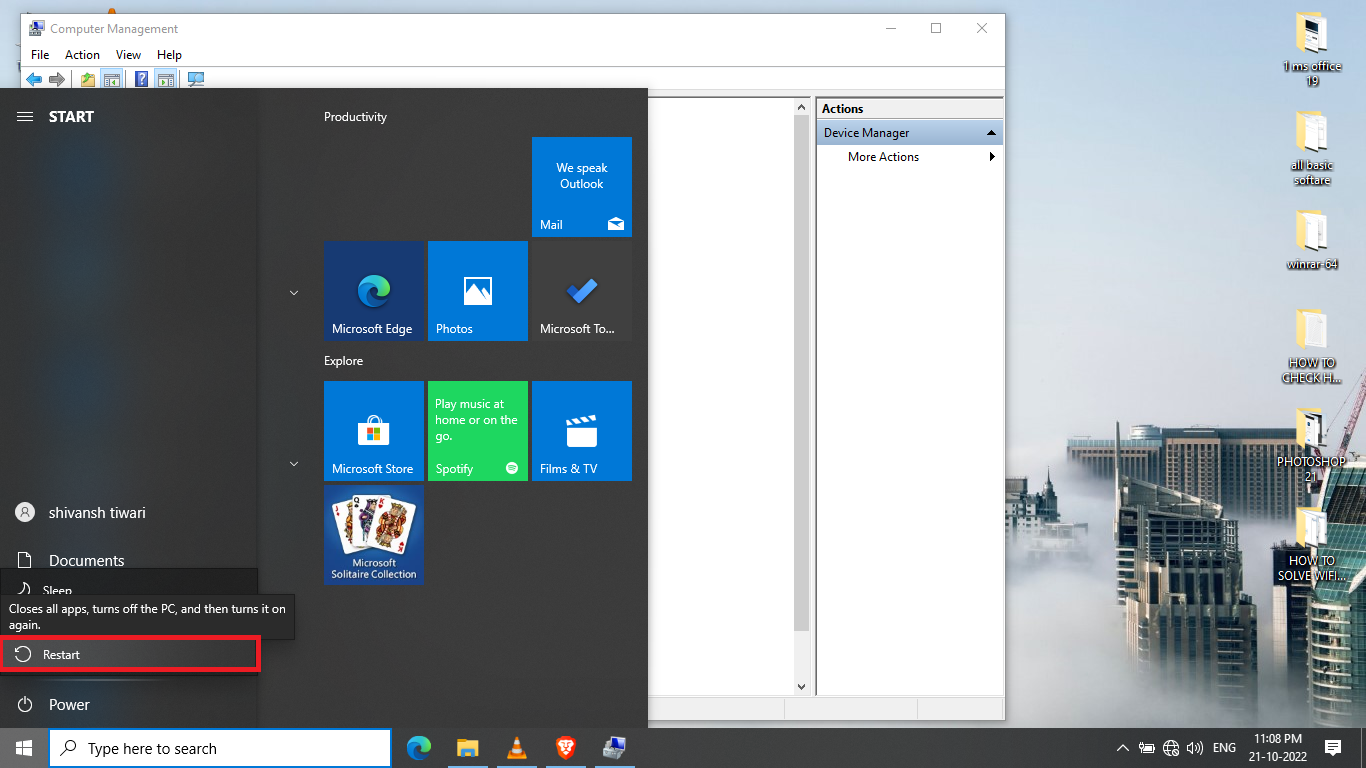 Computer Management
File Action View Help
START
Productivity
We speak
Outlook
Mail
Microsoft Edge
Photos
Microsoft To...
Explore
Microsoft Store
Play music at
home or on the
go.
Spotify
Films & TV
Microsoft
Solitaire Collection
shivansh tiwari
Documents
Sleep
Closes all apps, turns off the PC, and then turns it on
again.
Restart
Power
Actions
Device Manager
More Actions
1 ms office
19
all basic
softare
winrar-64
HOW TO
CHECK H...
PHOTOSHOP
21
HOW TO
SOLVE WIFI...
Type here to search
ENG
11:08 PM
21-10-2022